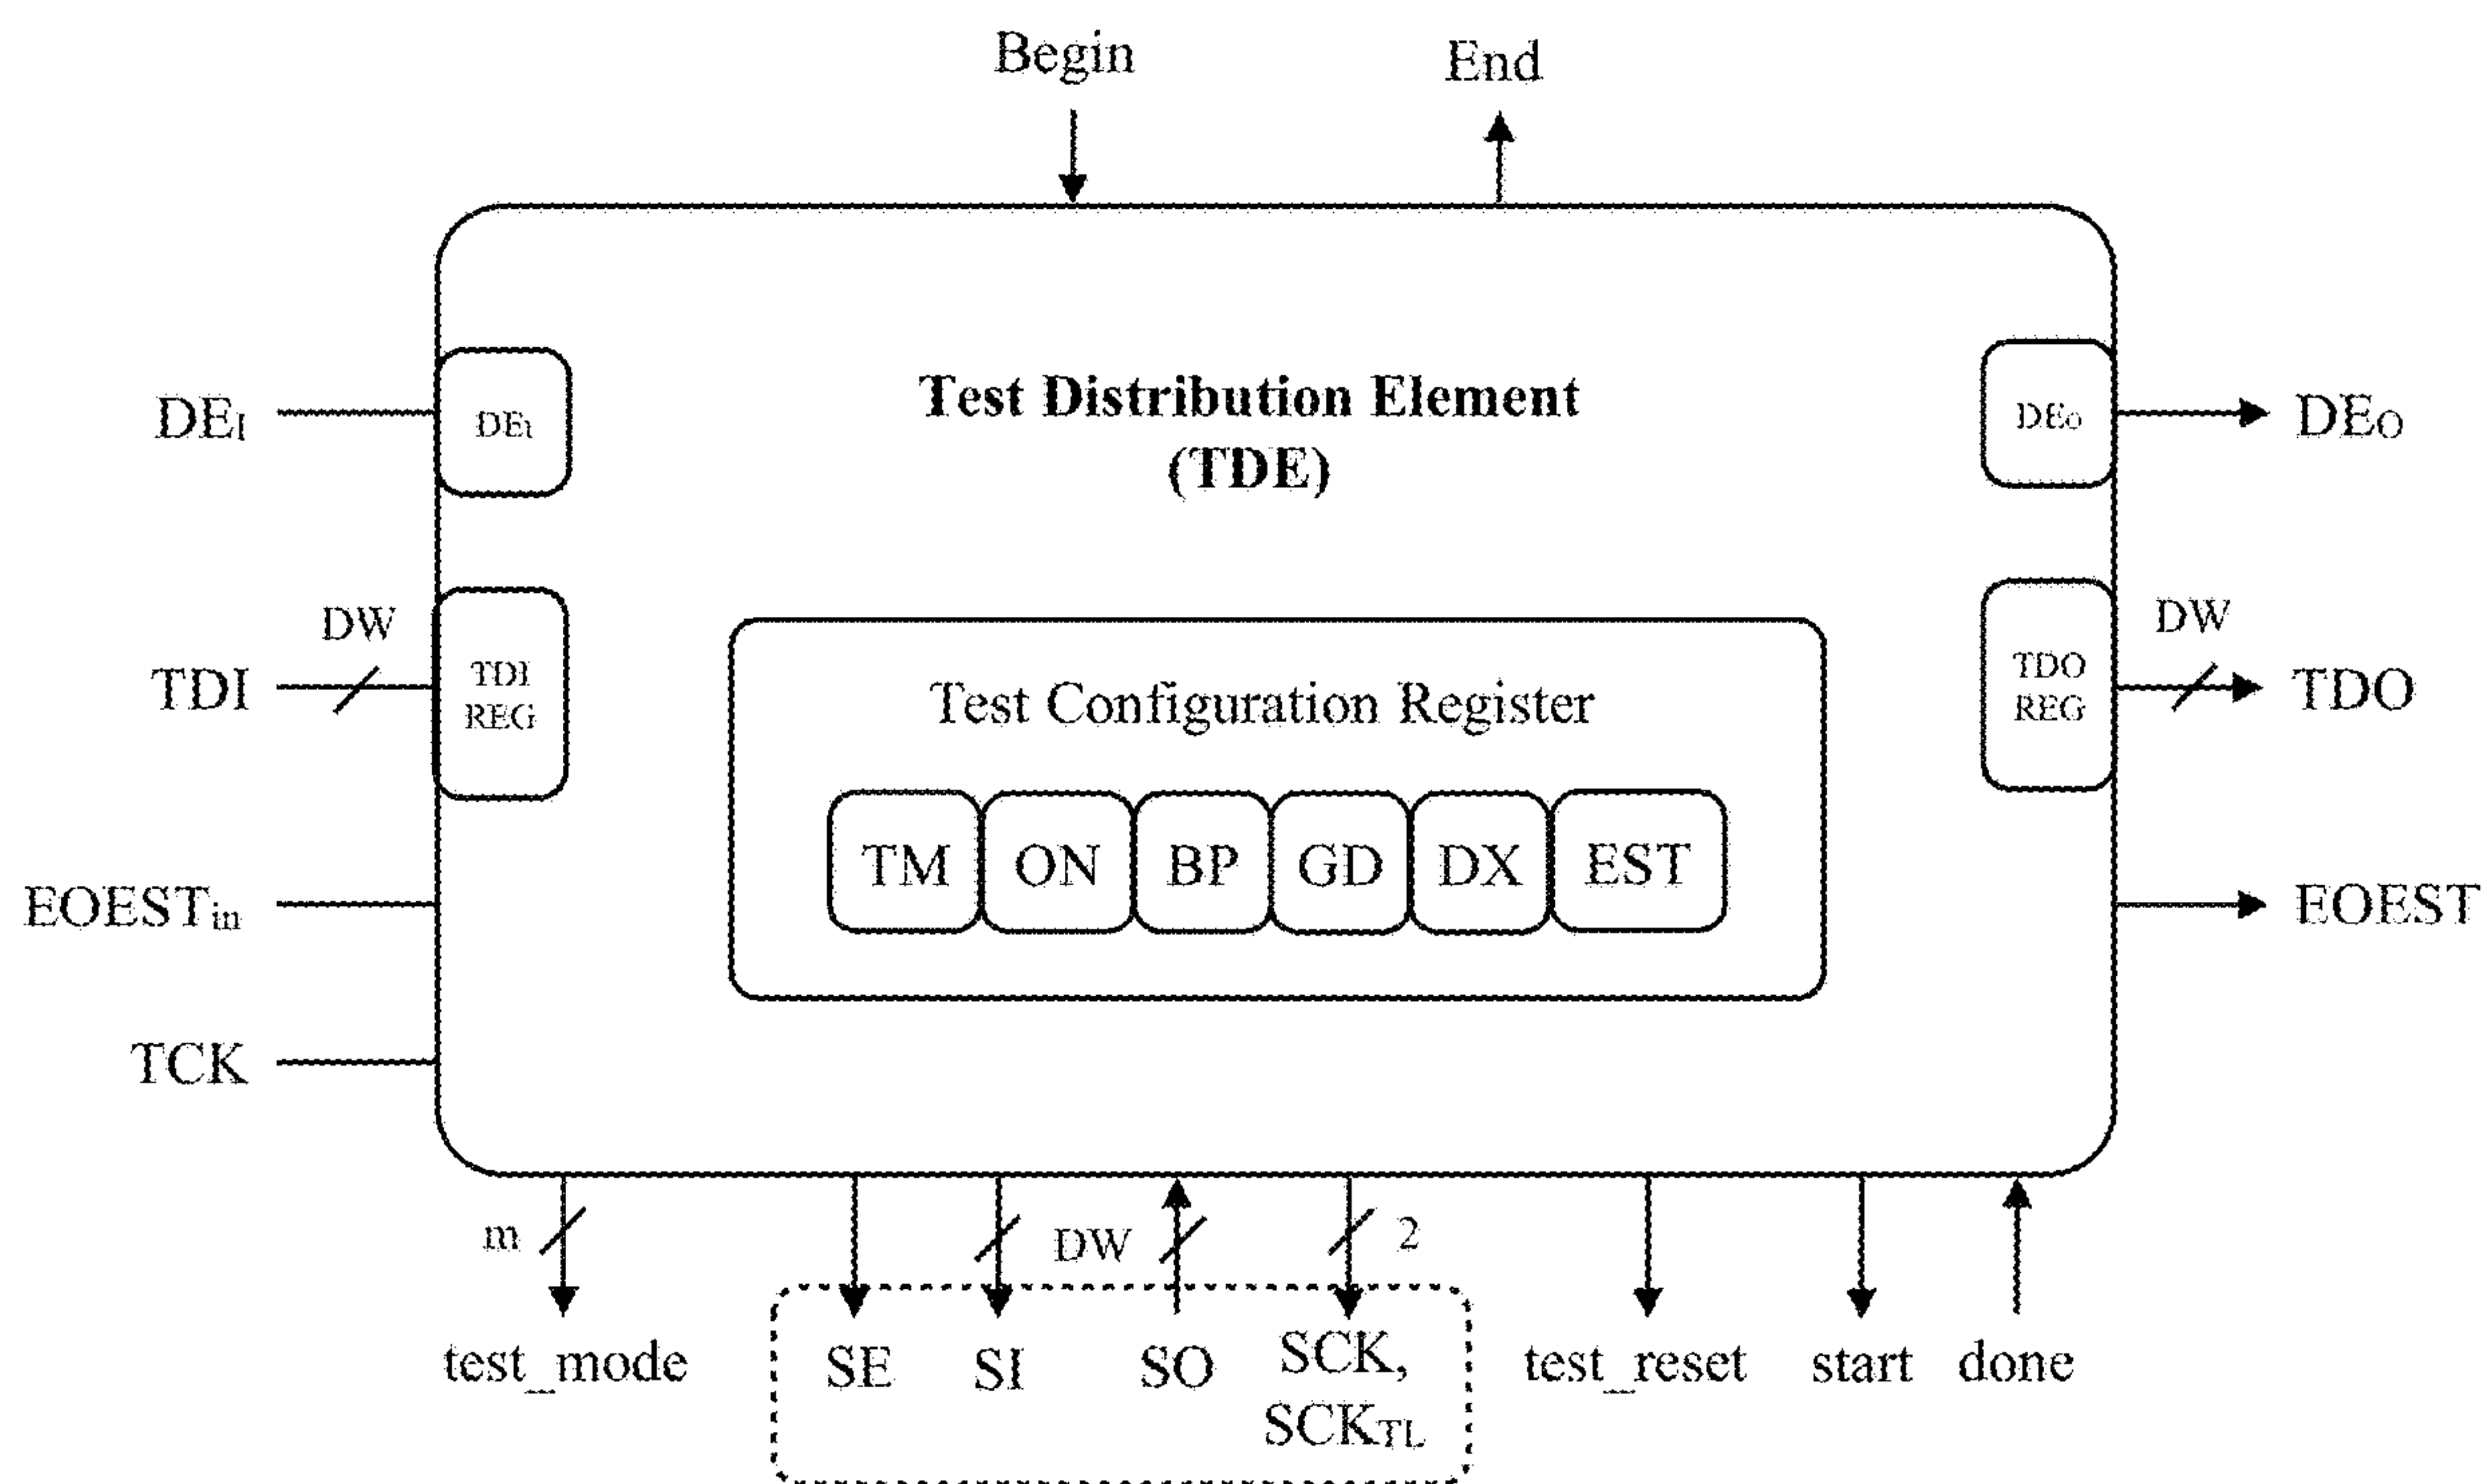 Begin
End
DEI
DEI
Test Distribution Element
(TDE)
DEO
DEO
DW
TDI
TDI
REG
Test Configuration Register
TDO
REG
DW
TDO
TM
ON
BP
GD
DX
EST
EOESTin
EOEST
TCK
m
DW
2
test_mode
SE
SI
SO
SCK,
SCKTL
test_reset
start
done